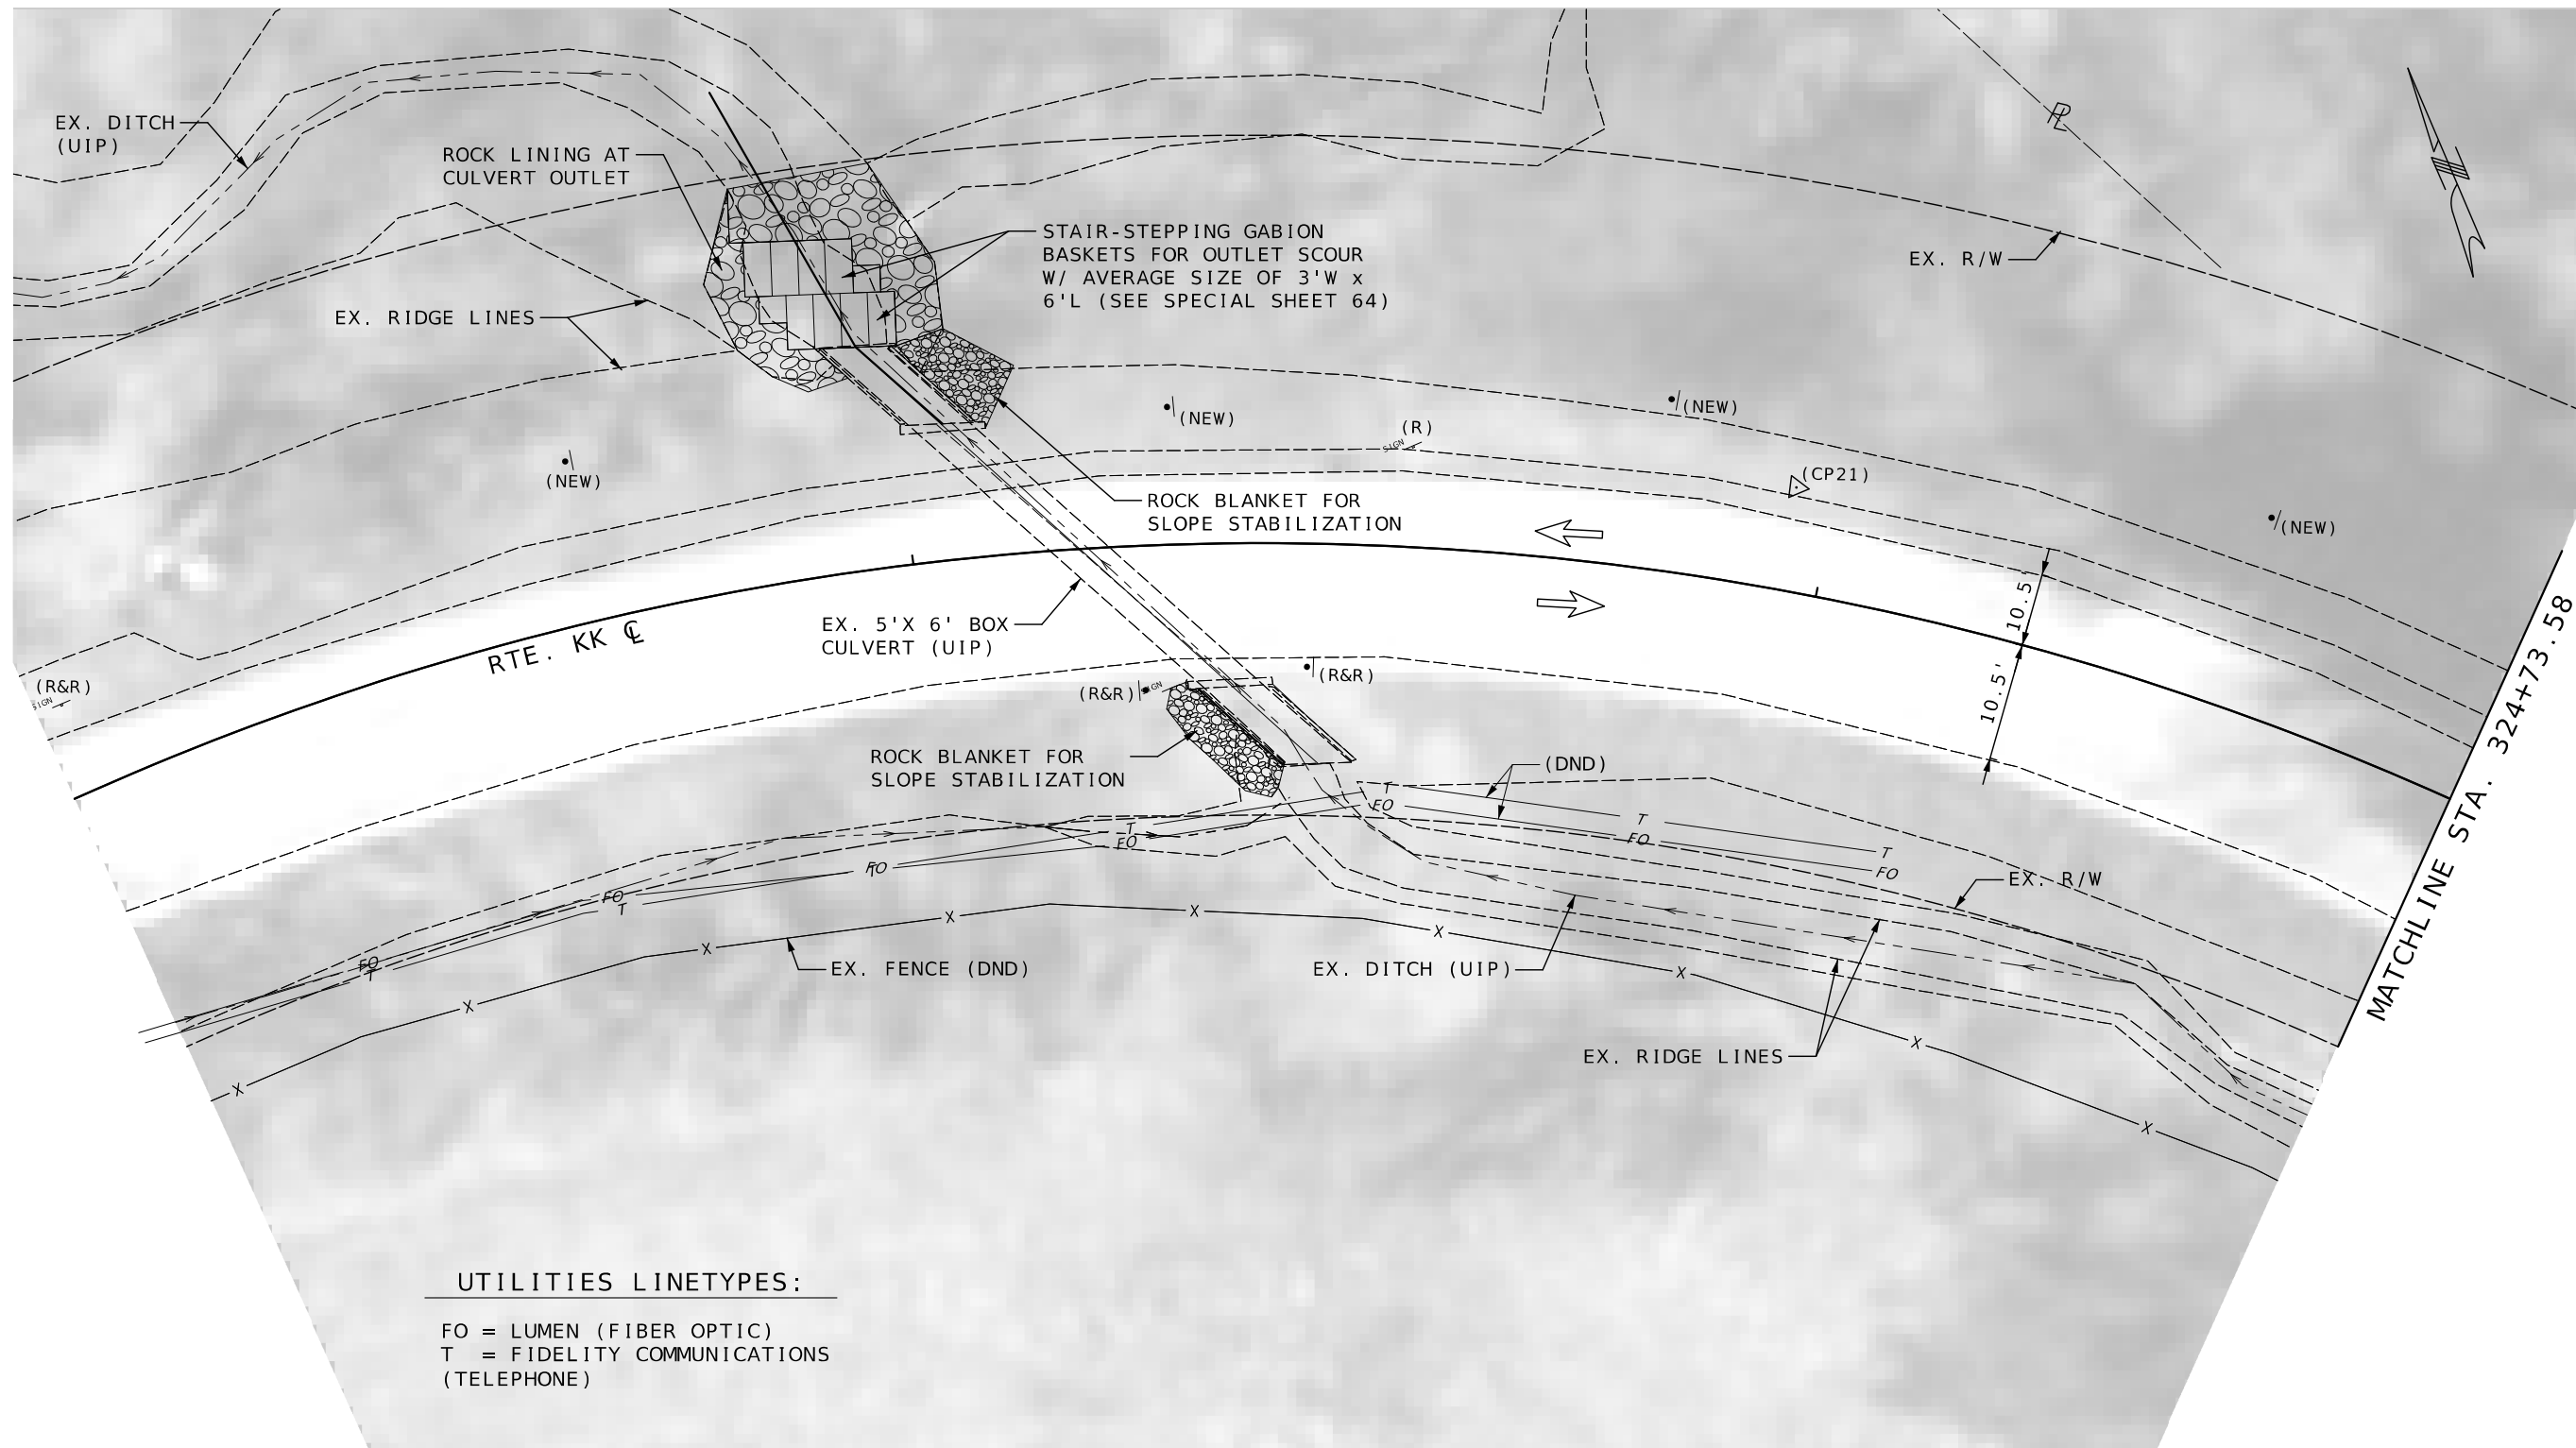 EX. DITCH
(UIP)
ROCK LINING AT
CULVERT OUTLET
STAIR-STEPPING GABION
BASKETS FOR OUTLET SCOUR
W/ AVERAGE SIZE OF 3'W x
6'L (SEE SPECIAL SHEET 64)
PL
EX. R/W
EX. RIDGE LINES
(NEW)
(NEW)
(NEW)
(NEW)
(R)
SIGN
(CP21)
ROCK BLANKET FOR
SLOPE STABILIZATION
10.5'
10.5'
EX. 5'X 6' BOX
CULVERT (UIP)
RTE. KK ℄
(R&R)
SIGN
(R&R)
SIGN
(R&R)
MATCHLINE STA. 324+73.58
ROCK BLANKET FOR
SLOPE STABILIZATION
(DND)
T
FO
T
FO
T
FO
T
FO
FO
T
FO
T
FO
T
EX. R/W
X
X
X
X
X
X
X
X
X
EX. FENCE (DND)
EX. DITCH (UIP)
EX. RIDGE LINES
UTILITIES LINETYPES:
FO = LUMEN (FIBER OPTIC)
T = FIDELITY COMMUNICATIONS
(TELEPHONE)